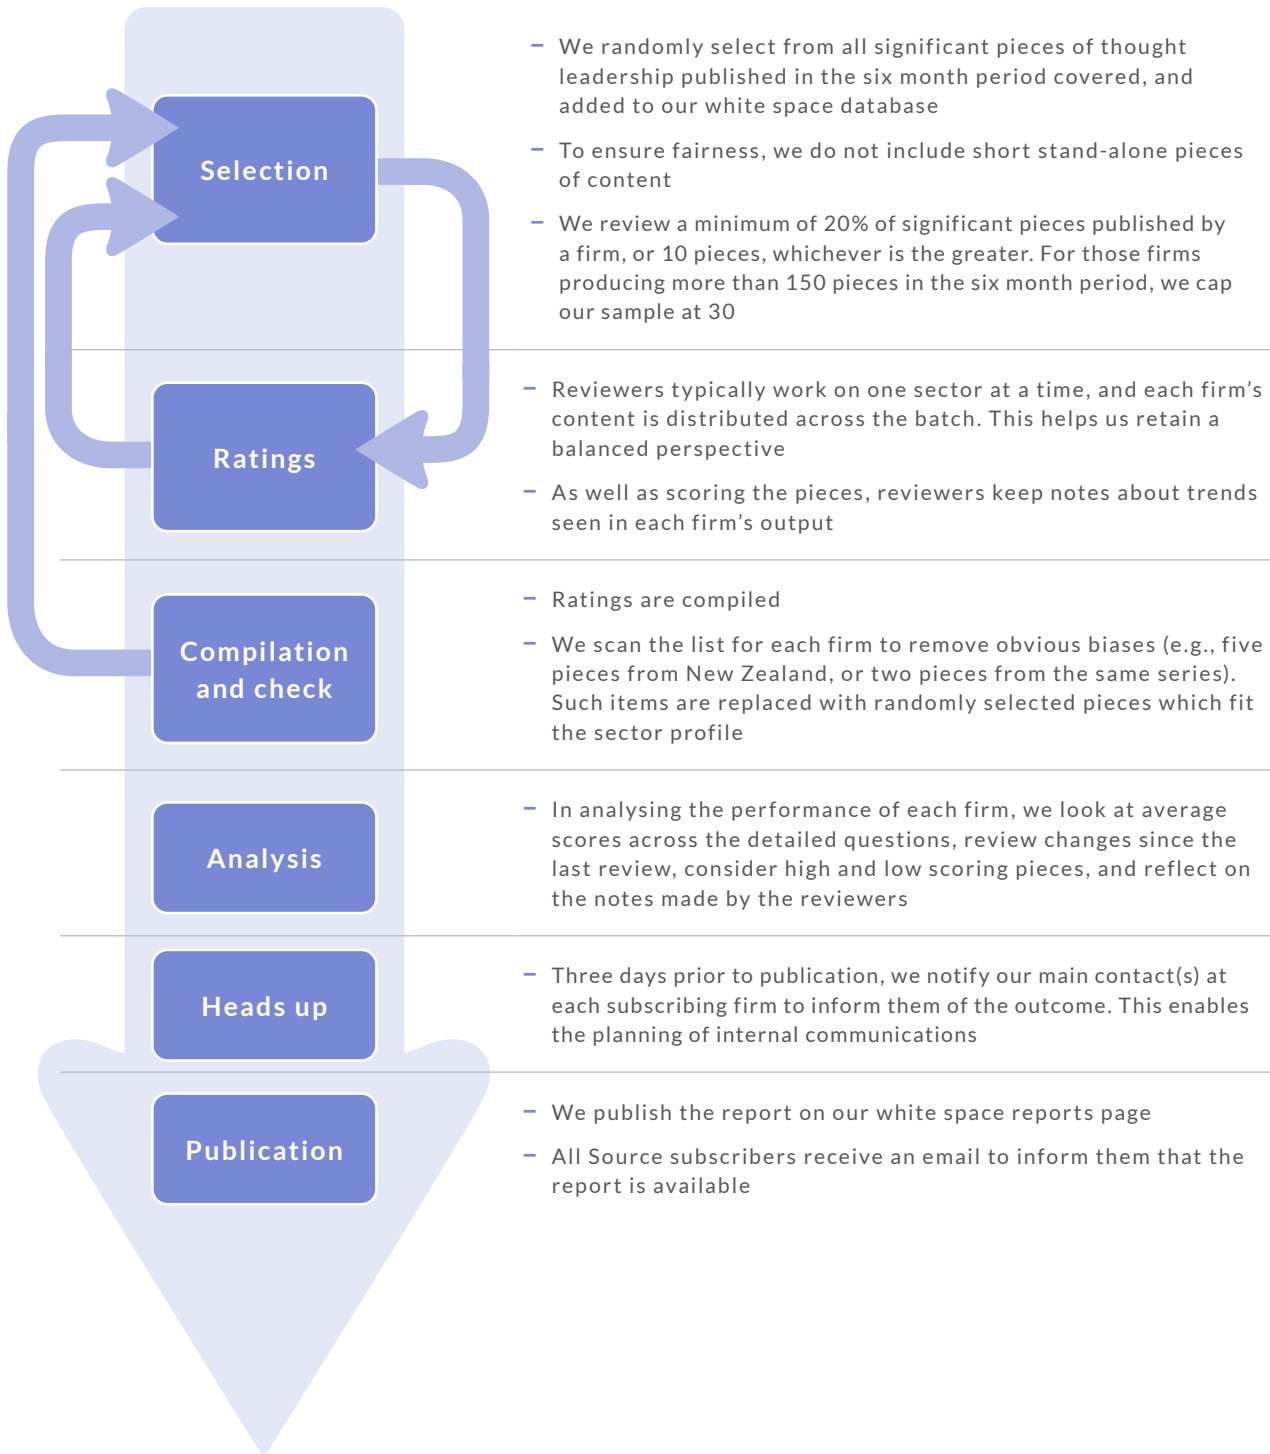 Selection
– We randomly select from all significant pieces of thought
leadership published in the six month period covered, and
added to our white space database
– To ensure fairness, we do not include short stand-alone pieces
of content
– We review a minimum of 20% of significant pieces published by
a firm, or 10 pieces, whichever is the greater. For those firms
producing more than 150 pieces in the six month period, we cap
our sample at 30
Ratings
– Reviewers typically work on one sector at a time, and each firm’s
content is distributed across the batch. This helps us retain a
balanced perspective
– As well as scoring the pieces, reviewers keep notes about trends
seen in each firm’s output
Compilation
and check
– Ratings are compiled
– We scan the list for each firm to remove obvious biases (e.g., five
pieces from New Zealand, or two pieces from the same series).
Such items are replaced with randomly selected pieces which fit
the sector profile
Analysis
– In analysing the performance of each firm, we look at average
scores across the detailed questions, review changes since the
last review, consider high and low scoring pieces, and reflect on
the notes made by the reviewers
Heads up
– Three days prior to publication, we notify our main contact(s) at
each subscribing firm to inform them of the outcome. This enables
the planning of internal communications
Publication
– We publish the report on our white space reports page
– All Source subscribers receive an email to inform them that the
report is available